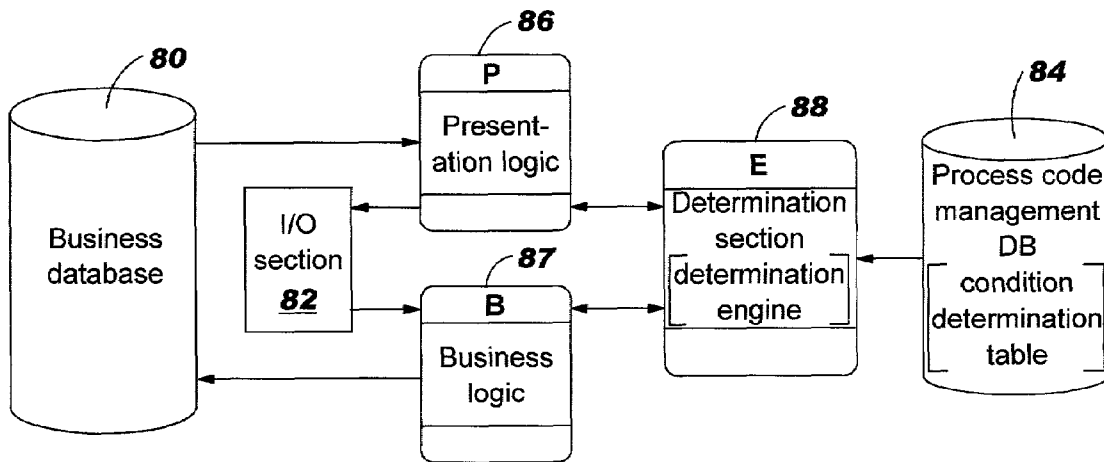 80
Business
database
I/O
section
82
86
P
Present-
ation logic
87
B
Business
logic
88
E
Determination
section
[determination
engine]
84
Process code
management
DB
[condition
determination
table]